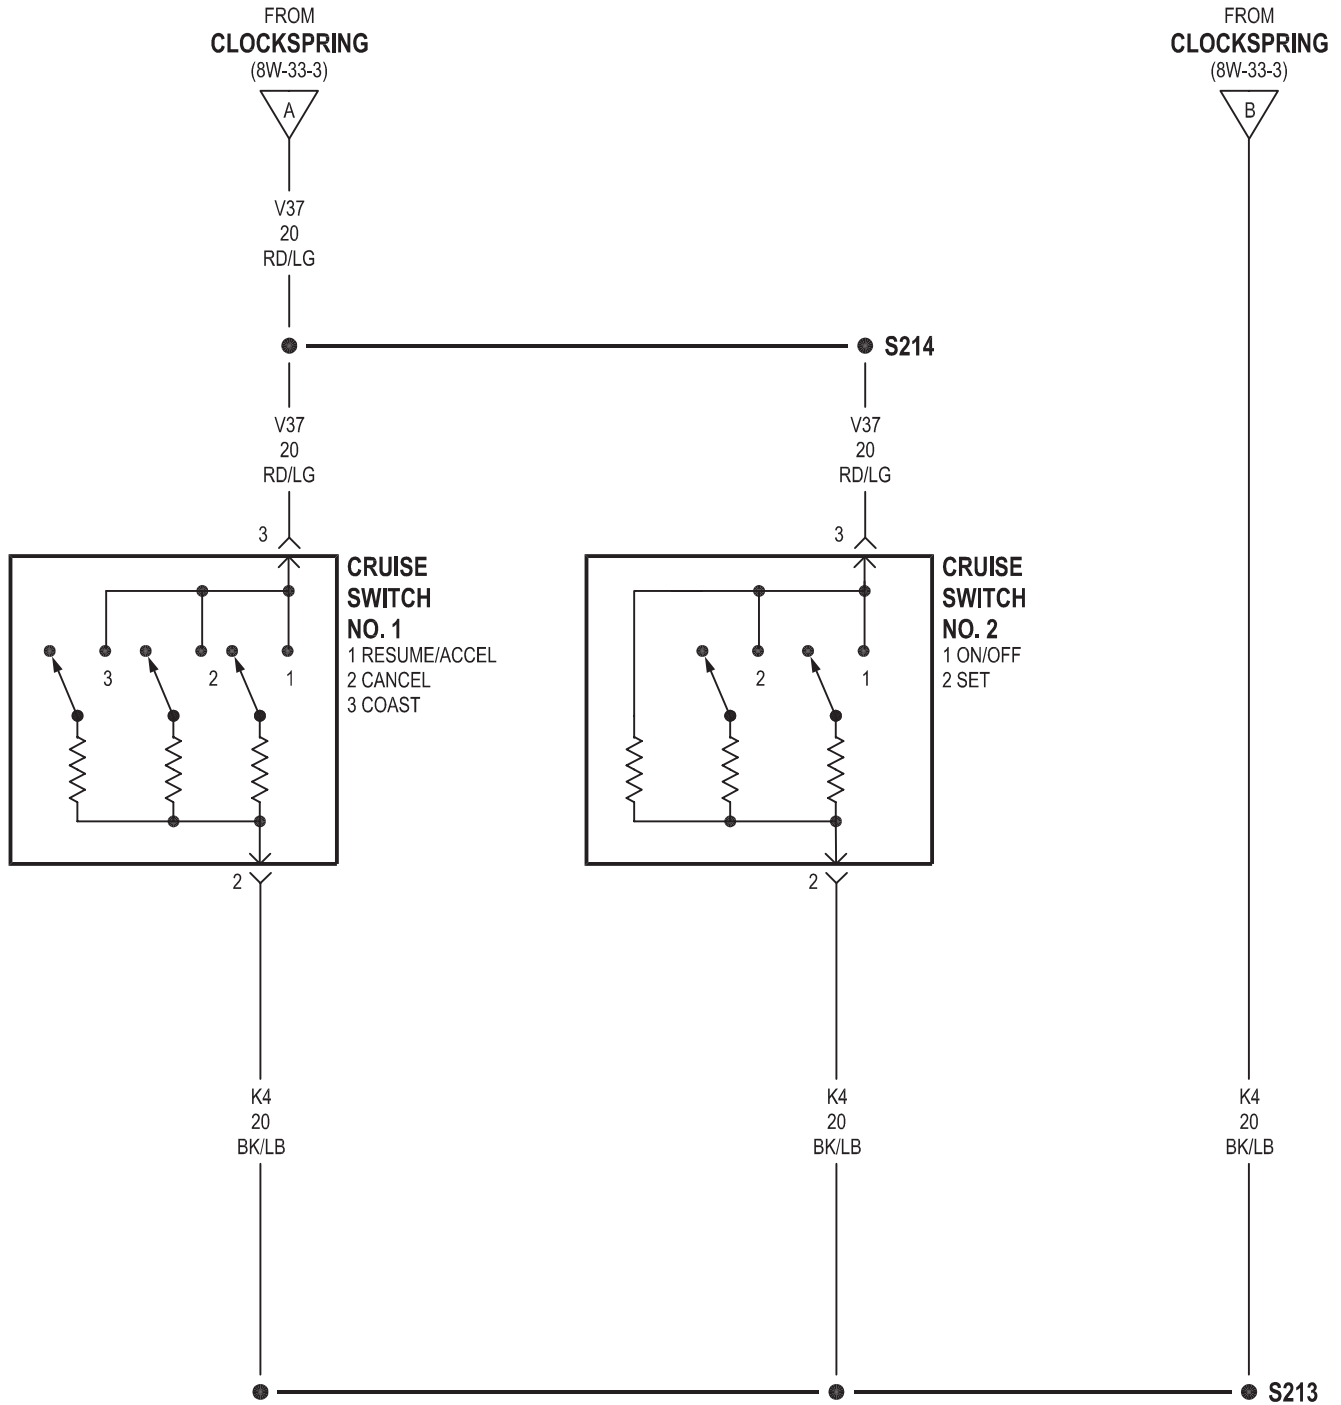 FROM
CLOCKSPRING
(8W-33-3)
A
FROM
CLOCKSPRING
(8W-33-3)
B
V37
20
RD/LG
S214
V37
20
RD/LG
V37
20
RD/LG
3
CRUISE
SWITCH
NO. 1
1 RESUME/ACCEL
2 CANCEL
3 COAST
3 2 1
2
3
CRUISE
SWITCH
NO. 2
1 ON/OFF
2 SET
2 1
2
K4
20
BK/LB
K4
20
BK/LB
K4
20
BK/LB
S213